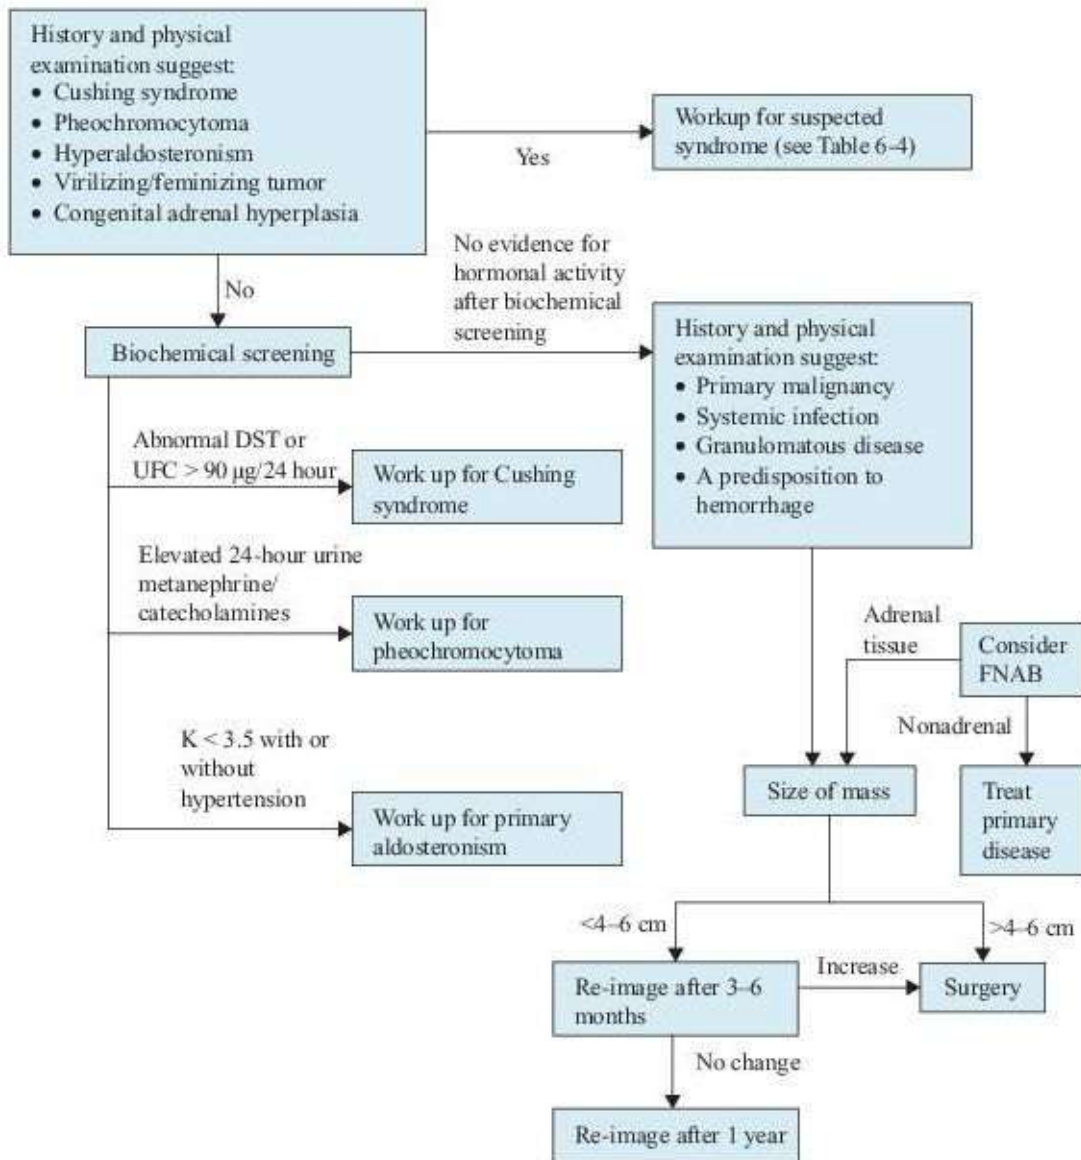 History and physical
examination suggest:
• Cushing syndrome
• Pheochromocytoma
• Hyperaldosteronism
• Virilizing/feminizing tumor
• Congenital adrenal hyperplasia
Yes
Workup for suspected
syndrome (see Table 6-4)
No
Biochemical screening
No evidence for
hormonal activity
after biochemical
screening
History and physical
examination suggest:
• Primary malignancy
• Systemic infection
• Granulomatous disease
• A predisposition to
hemorrhage
Abnormal DST or
UFC > 90 μg/24 hour
Work up for Cushing
syndrome
Elevated 24-hour urine
metanephrine/
catecholamines
Work up for
pheochromocytoma
K < 3.5 with or
without
hypertension
Work up for primary
aldosteronism
Adrenal
tissue
Consider
FNAB
Nonadrenal
Size of mass
Treat
primary
disease
<4–6 cm
>4–6 cm
Re-image after 3–6
months
Increase
Surgery
No change
Re-image after 1 year